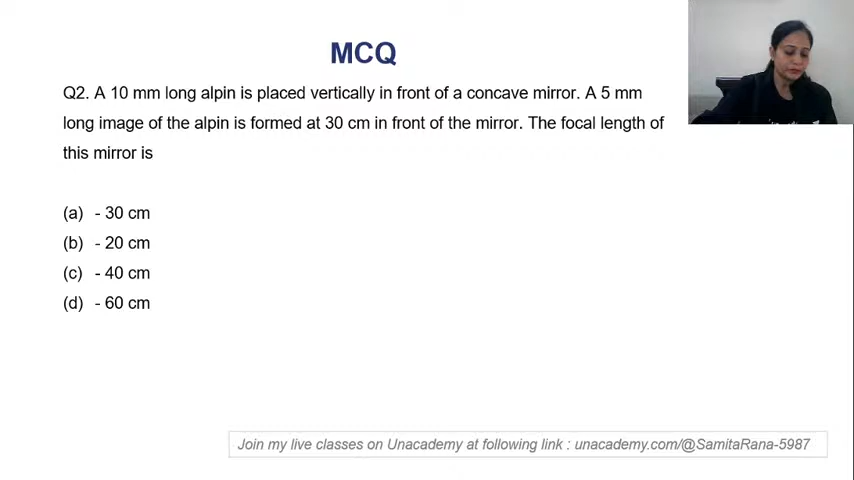 MCQ
Q2. A 10 mm long alpin is placed vertically in front of a concave mirror. A 5 mm
long image of the alpin is formed at 30 cm in front of the mirror. The focal length of
this mirror is
(a) - 30 cm
(b) - 20 cm
(c) - 40 cm
(d) - 60 cm
Join my live classes on Unacademy at following link : unacademy.com/@SamitaRana-5987